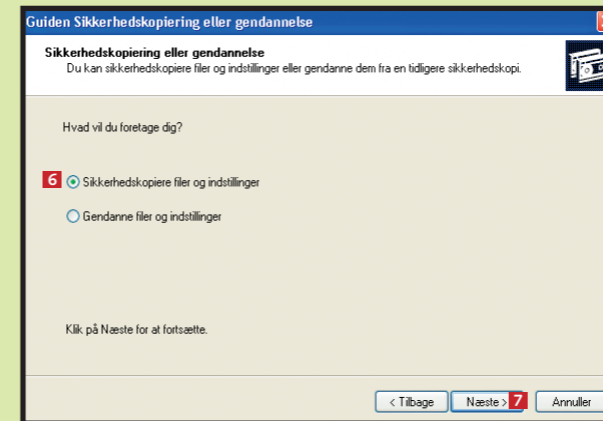 Guiden Sikkerhedskopiering eller gendannelse
Sikkerhedskopiering eller gendannelse
Du kan sikkerhedskopiere filer og indstillinger eller gendanne dem fra en tidligere sikkerhedskopi.
Hvad vil du foretage dig?
6 Sikkerhedskopiere filer og indstillinger
Gendanne filer og indstillinger
Klik på Næste for at fortsætte.
< Tilbage Næste > 7 Annuller